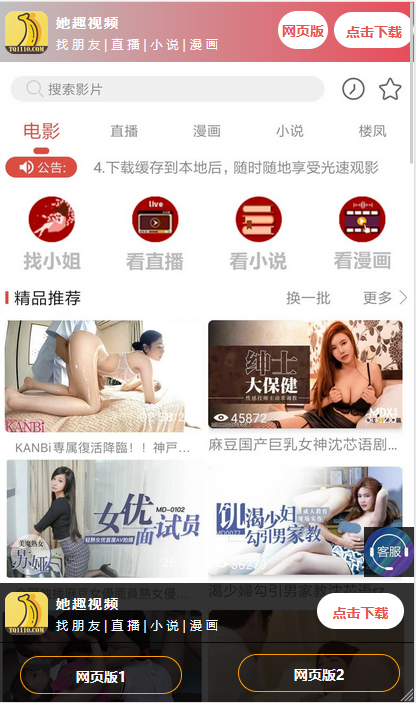 她趣视频
找朋友|直播|小说|漫画
TQ1110.COM
网页版
点击下载
搜索影片
电影
直播
漫画
小说
楼凤
公告:
4.下载缓存到本地后，随时随地享受光速观影
Live
找小姐
看直播
看小说
看漫画
精品推荐
换一批
更多
KANBi
绅士
大保健
45872
KANBi専属復活降臨！！神戸…
麻豆国产巨乳女神沈芯语剧…
MD-0102
女优
面试员
苏娅
渴少妇
勾引男家教
客服
她趣视频
找朋友|直播|小说|漫画
TQ1110.COM
点击下载
网页版1
网页版2